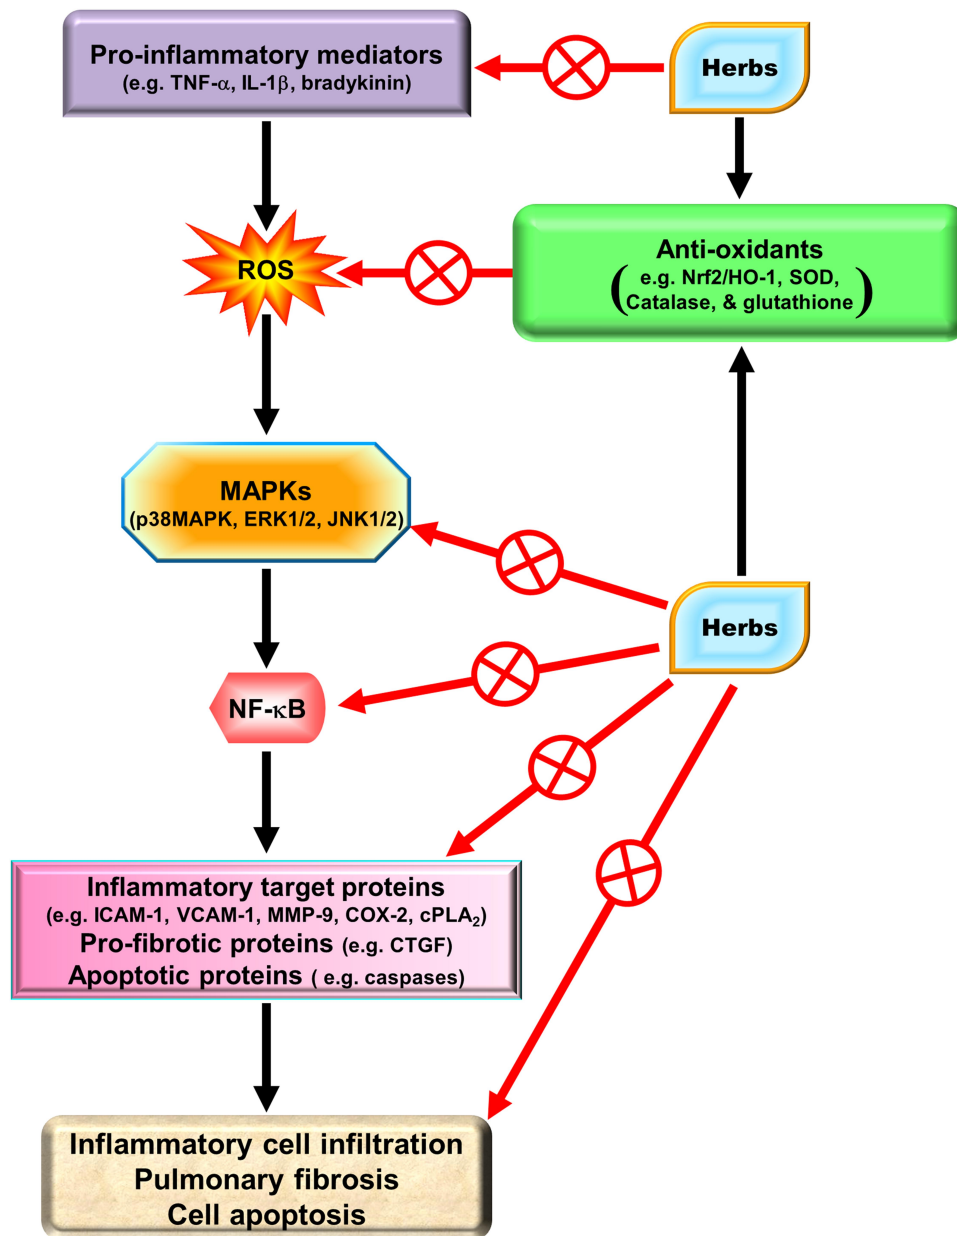 Pro-inflammatory mediators
(e.g. TNF-α, IL-1β, bradykinin)
Herbs
ROS
Anti-oxidants
(e.g. Nrf2/HO-1, SOD,
Catalase, & glutathione)
MAPKs
(p38MAPK, ERK1/2, JNK1/2)
Herbs
NF-κB
Inflammatory target proteins
(e.g. ICAM-1, VCAM-1, MMP-9, COX-2, cPLA₂)
Pro-fibrotic proteins (e.g. CTGF)
Apoptotic proteins ( e.g. caspases)
Inflammatory cell infiltration
Pulmonary fibrosis
Cell apoptosis